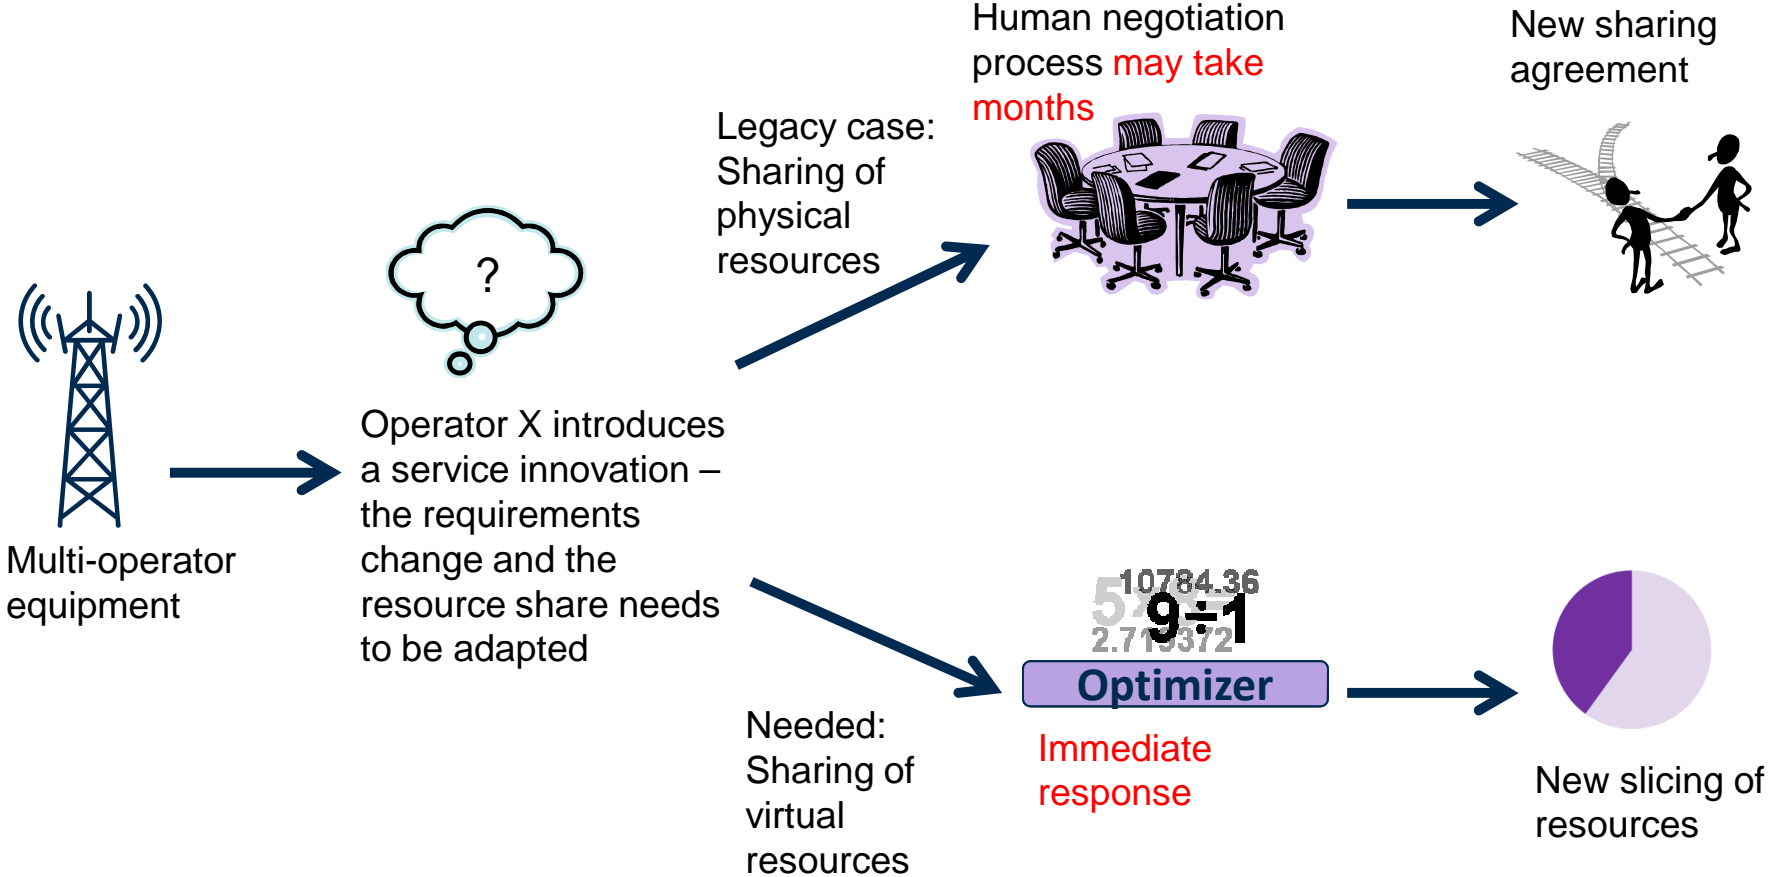 Multi-operator
equipment
?
Operator X introduces
a service innovation –
the requirements
change and the
resource share needs
to be adapted
Legacy case:
Sharing of
physical
resources
Human negotiation
process may take
months
New sharing
agreement
Needed:
Sharing of
virtual
resources
10784.36
9÷1
2.719372
Optimizer
Immediate
response
New slicing of
resources